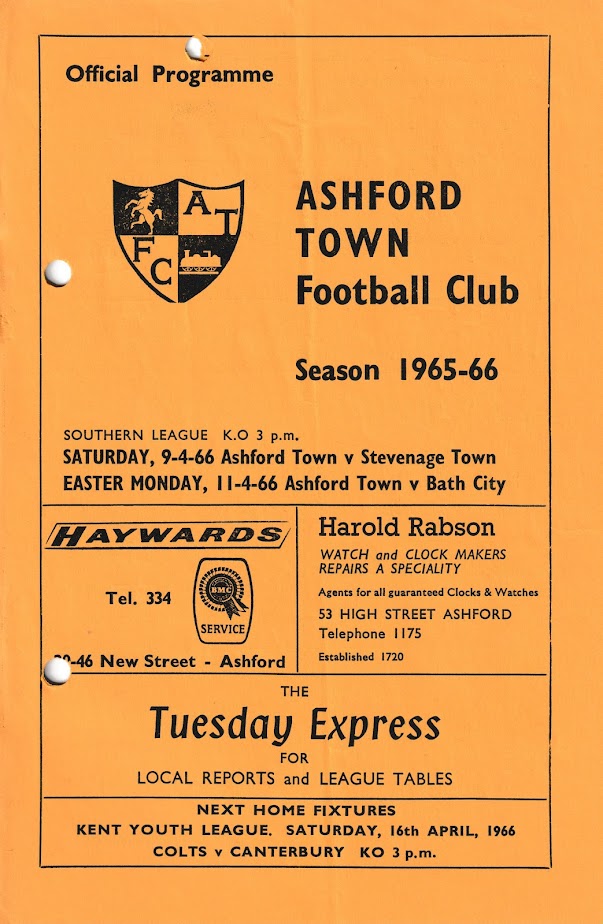 Official Programme
A T
F C
ASHFORD
TOWN
Football Club
Season 1965-66
SOUTHERN LEAGUE K.O 3 p.m.
SATURDAY, 9-4-66 Ashford Town v Stevenage Town
EASTER MONDAY, 11-4-66 Ashford Town v Bath City
HAYWARDS
Tel. 334
BMC
SERVICE
-46 New Street - Ashford
Harold Rabson
WATCH and CLOCK MAKERS
REPAIRS A SPECIALITY
Agents for all guaranteed Clocks & Watches
53 HIGH STREET ASHFORD
Telephone 1175
Established 1720
THE
Tuesday Express
FOR
LOCAL REPORTS and LEAGUE TABLES
NEXT HOME FIXTURES
KENT YOUTH LEAGUE. SATURDAY, 16th APRIL, 1966
COLTS v CANTERBURY KO 3 p.m.